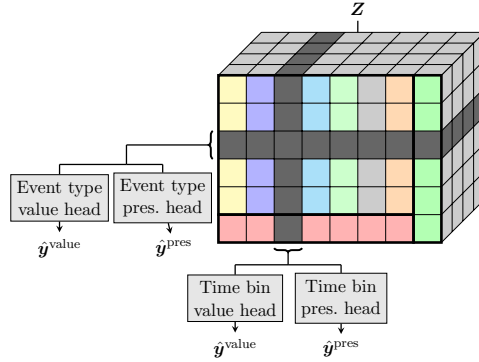 Z
Event type
value head
Event type
pres. head
ŷ^value
ŷ^pres
Time bin
value head
Time bin
pres. head
ŷ^value
ŷ^pres